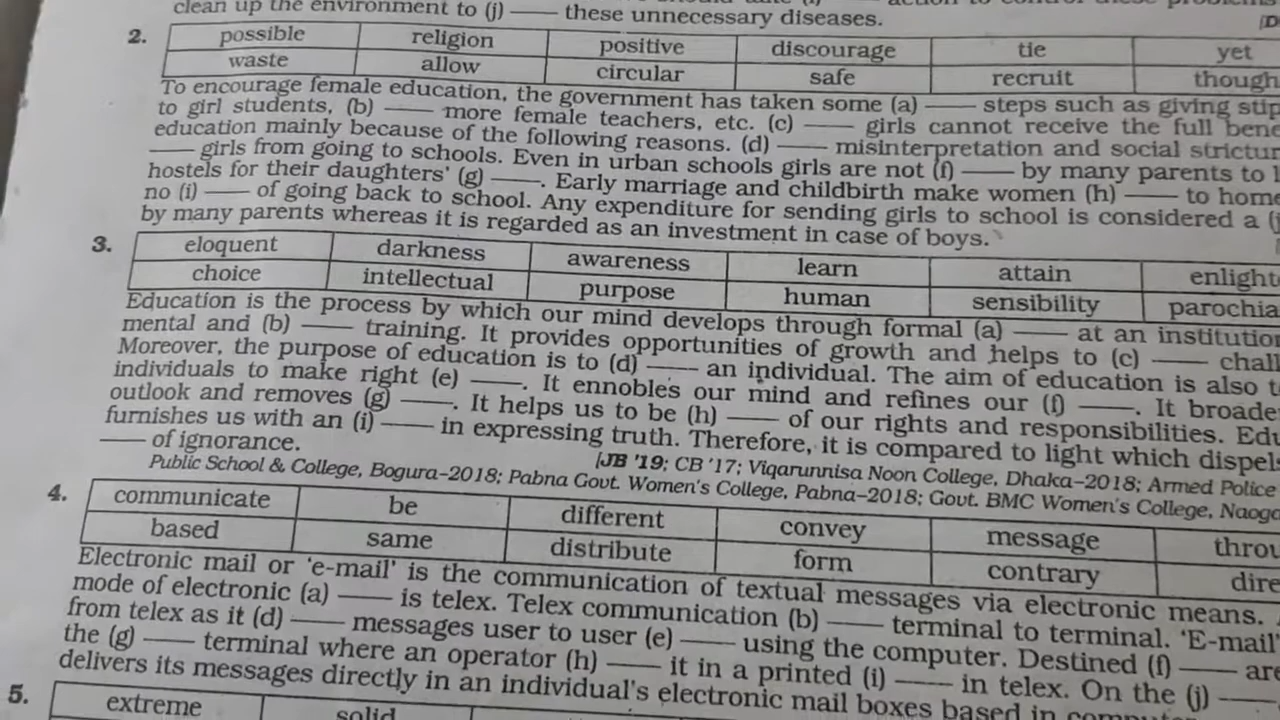 clean up the environment to (j) —— these unnecessary diseases.
2.
possible religion positive discourage tie yet
waste allow circular safe recruit though
To encourage female education, the government has taken some (a) —— steps such as giving
to girl students, (b) —— more female teachers, etc. (c) —— girls cannot receive the full
education mainly because of the following reasons. (d) —— misinterpretation and social
—— girls from going to schools. Even in urban schools girls are not (f) —— by many parents to
hostels for their daughters' (g) ——. Early marriage and childbirth make women (h) —— to
no (i) —— of going back to school. Any expenditure for sending girls to school is considered a
by many parents whereas it is regarded as an investment in case of boys.
3.
eloquent darkness awareness learn attain
choice intellectual purpose human sensibility
Education is the process by which our mind develops through formal (a) —— at an
mental and (b) —— training. It provides opportunities of growth and helps to (c) ——
Moreover, the purpose of education is to (d) —— an individual. The aim of education is also
individuals to make right (e) ——. It ennobles our mind and refines our (f) ——. It
outlook and removes (g) ——. It helps us to be (h) —— of our rights and responsibilities.
furnishes us with an (i) —— in expressing truth. Therefore, it is compared to light which
—— of ignorance.
[JB '19; CB '17; Viqarunnisa Noon College, Dhaka–2018; Armed Police
Public School & College, Bogura–2018; Pabna Govt. Women's College, Pabna–2018; Govt. BMC Women's College,
4.
communicate be different convey message
based same distribute form contrary
Electronic mail or 'e-mail' is the communication of textual messages via electronic means.
mode of electronic (a) —— is telex. Telex communication (b) —— terminal to terminal. 'E-mail'
from telex as it (d) —— messages user to user (e) —— using the computer. Destined (f) ——
the (g) —— terminal where an operator (h) —— it in a printed (i) —— in telex. On the (j) ——
delivers its messages directly in an individual's electronic mail boxes based in
5.
extreme solid